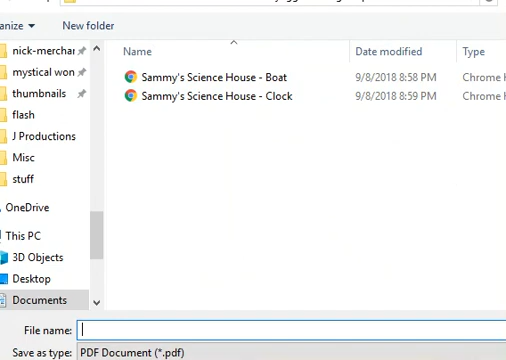 anize
New folder
Name
Date modified
Type
nick-merchar
mystical won
thumbnails
flash
J Productions
Misc
stuff
OneDrive
This PC
3D Objects
Desktop
Documents
Sammy's Science House - Boat 9/8/2018 8:58 PM Chrome H
Sammy's Science House - Clock 9/8/2018 8:59 PM Chrome H
File name:
Save as type: PDF Document (*.pdf)